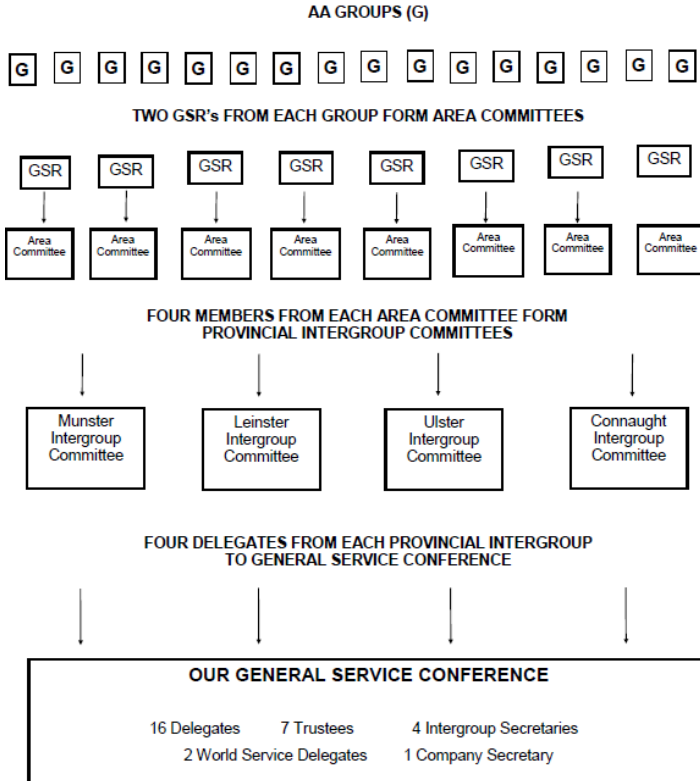 AA GROUPS (G)
G G G G G G G G G G G G G G G G
TWO GSR's FROM EACH GROUP FORM AREA COMMITTEES
GSR GSR GSR GSR GSR GSR GSR GSR
Area Committee Area Committee Area Committee Area Committee Area Committee Area Committee Area Committee Area Committee
FOUR MEMBERS FROM EACH AREA COMMITTEE FORM
PROVINCIAL INTERGROUP COMMITTEES
Munster
Intergroup
Committee
Leinster
Intergroup
Committee
Ulster
Intergroup
Committee
Connaught
Intergroup
Committee
FOUR DELEGATES FROM EACH PROVINCIAL INTERGROUP
TO GENERAL SERVICE CONFERENCE
OUR GENERAL SERVICE CONFERENCE
16 Delegates 7 Trustees 4 Intergroup Secretaries
2 World Service Delegates 1 Company Secretary